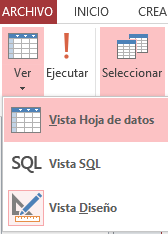 ARCHIVO INICIO CREA
Ver Ejecutar Seleccionar
Vista Hoja de datos
SQL Vista SQL
Vista Diseño